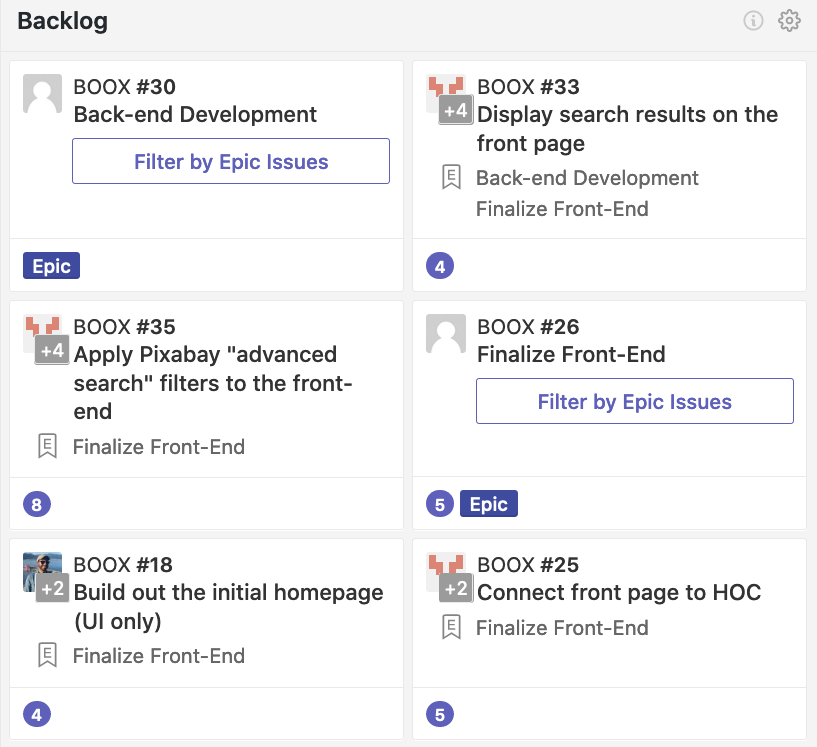 Backlog
BOOX #30
Back-end Development
Filter by Epic Issues
Epic
BOOX #33
+4
Display search results on the
front page
E
Back-end Development
Finalize Front-End
4
BOOX #35
+4
Apply Pixabay "advanced
search" filters to the front-
end
E
Finalize Front-End
8
BOOX #26
Finalize Front-End
Filter by Epic Issues
5 Epic
BOOX #18
+2
Build out the initial homepage
(UI only)
E
Finalize Front-End
4
BOOX #25
+2
Connect front page to HOC
E
Finalize Front-End
5